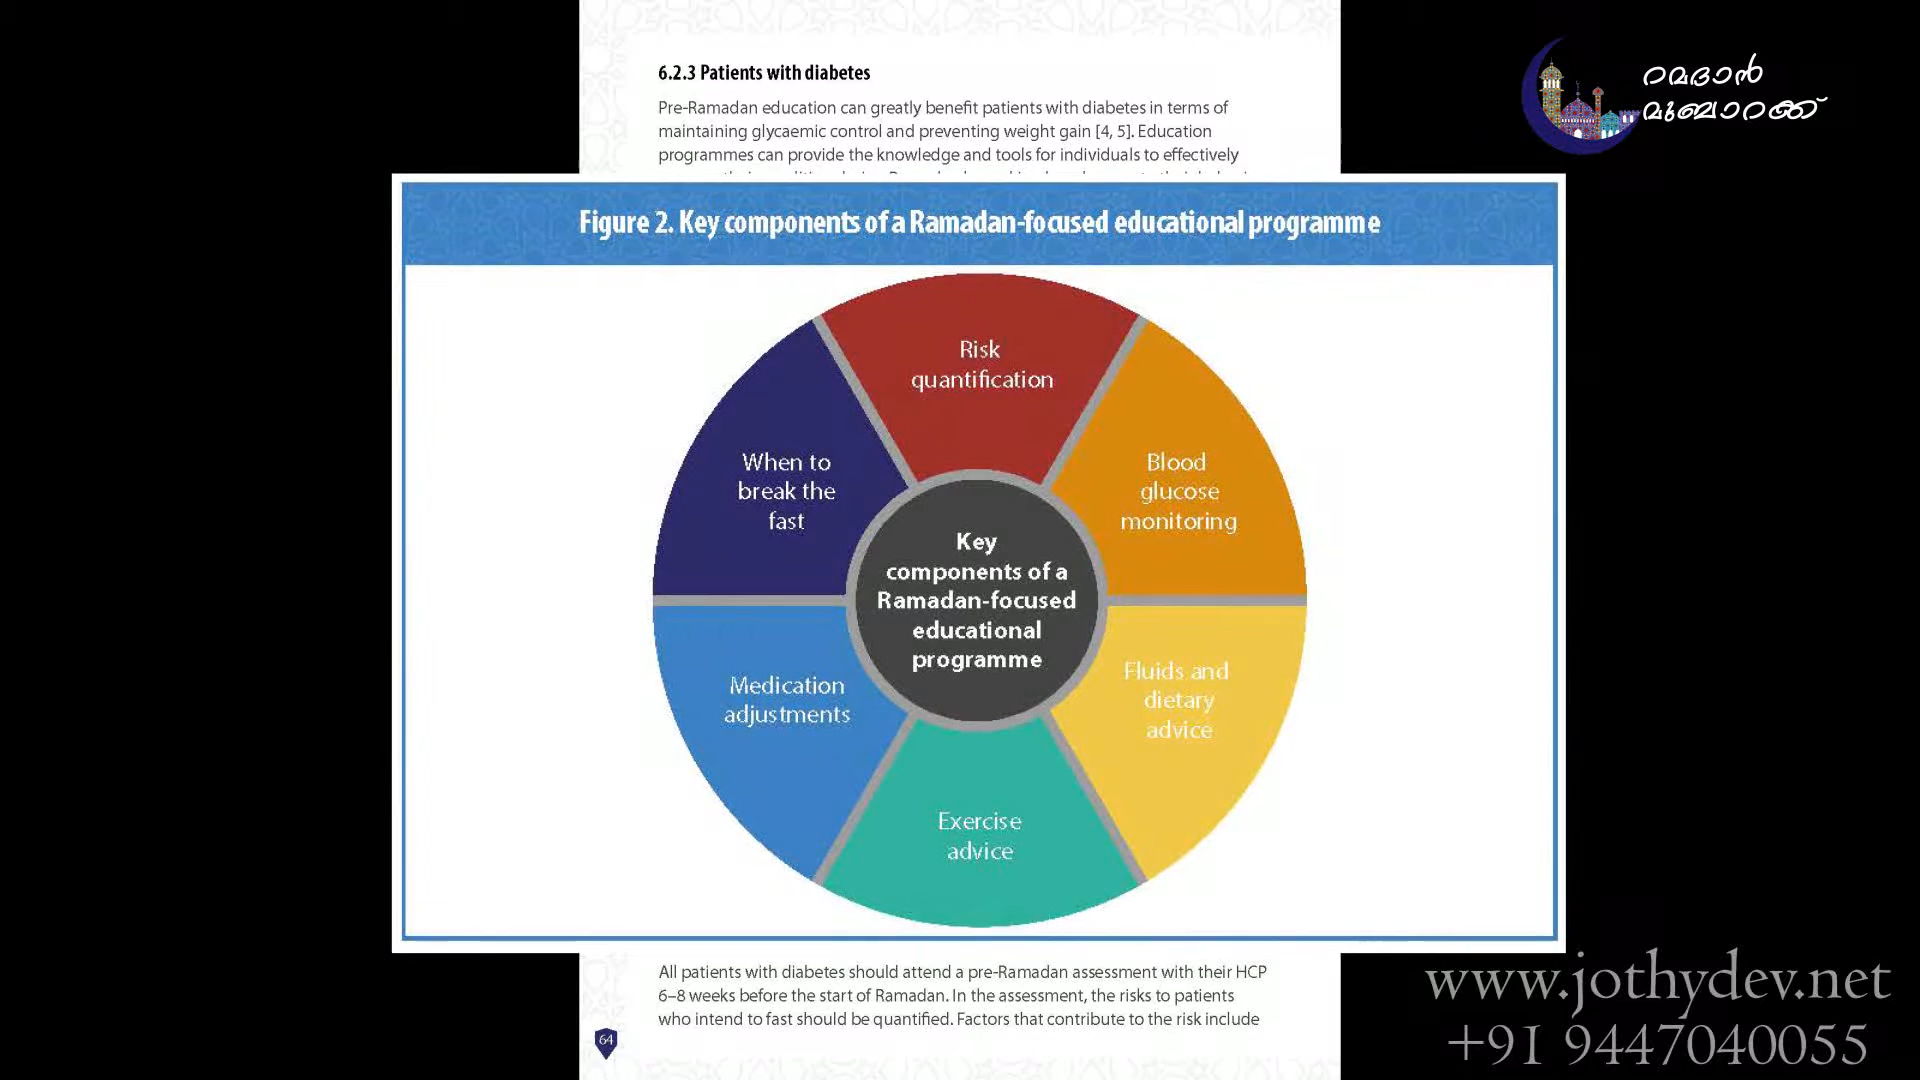 6.2.3 Patients with diabetes
Pre-Ramadan education can greatly benefit patients with diabetes in terms of
maintaining glycaemic control and preventing weight gain [4, 5]. Education
programmes can provide the knowledge and tools for individuals to effectively
റമദാൻ
മുബാറക്ക്
Figure 2. Key components of a Ramadan-focused educational programme
Risk
quantification
Blood
glucose
monitoring
Fluids and
dietary
advice
Exercise
advice
Medication
adjustments
When to
break the
fast
Key
components of a
Ramadan-focused
educational
programme
All patients with diabetes should attend a pre-Ramadan assessment with their HCP
6–8 weeks before the start of Ramadan. In the assessment, the risks to patients
who intend to fast should be quantified. Factors that contribute to the risk include
64
www.jothydev.net
+91 9447040055